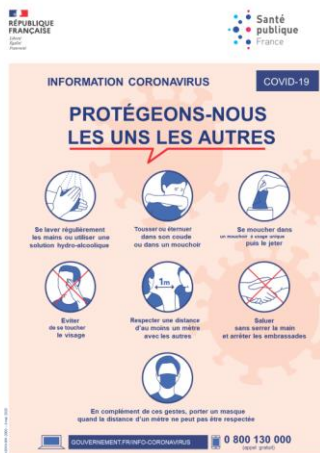 RÉPUBLIQUE
FRANÇAISE
Liberté
Égalité
Fraternité
Santé
publique
France
INFORMATION CORONAVIRUS
COVID-19
PROTÉGEONS-NOUS
LES UNS LES AUTRES
Se laver régulièrement
les mains ou utiliser une
solution hydro-alcoolique
Tousser ou éternuer
dans son coude
ou dans un mouchoir
Se moucher dans
un mouchoir à usage unique
puis le jeter
1m
Eviter
de se toucher
le visage
Respecter une distance
d'au moins un mètre
avec les autres
Saluer
sans serrer la main
et arrêter les embrassades
En complément de ces gestes, porter un masque
quand la distance d'un mètre ne peut pas être respectée
GOUVERNEMENT.FR/INFO-CORONAVIRUS
0 800 130 000
(appel gratuit)